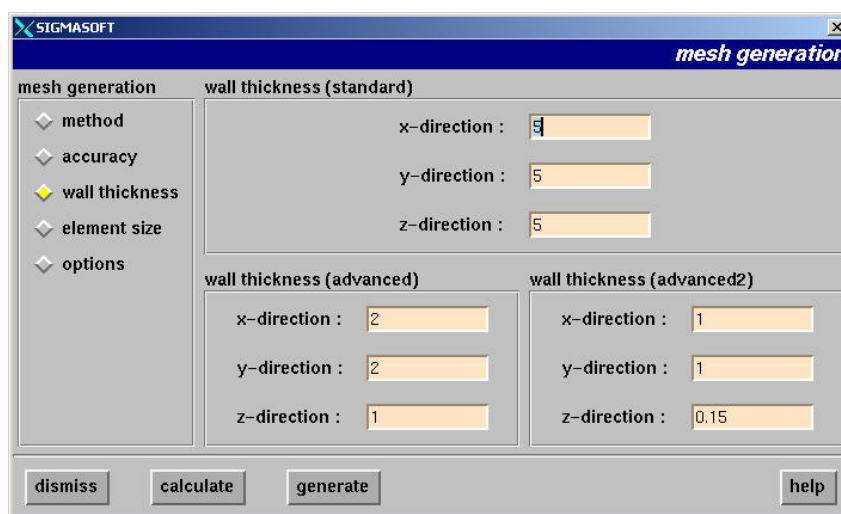 SIGMASOFT
mesh generation
mesh generation
method
accuracy
wall thickness
element size
options
wall thickness (standard)
x-direction : 5
y-direction : 5
z-direction : 5
wall thickness (advanced)
x-direction : 2
y-direction : 2
z-direction : 1
wall thickness (advanced2)
x-direction : 1
y-direction : 1
z-direction : 0.15
dismiss calculate generate help